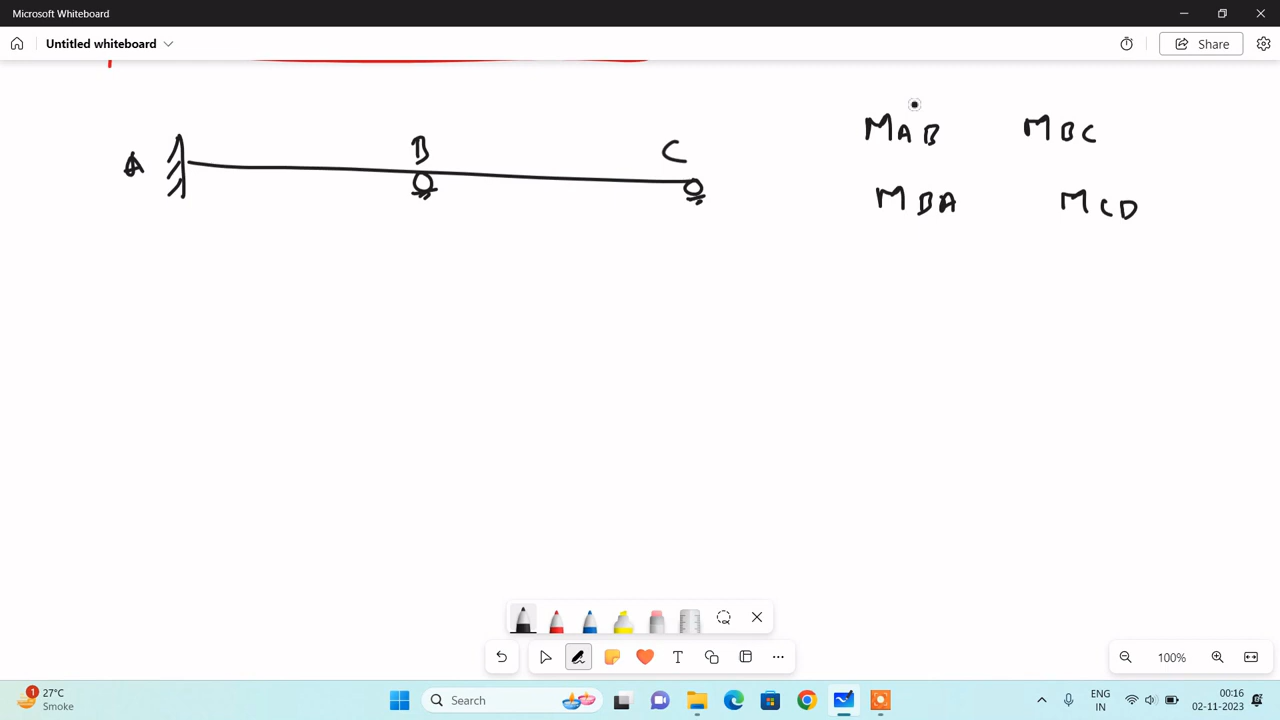 Microsoft Whiteboard
Untitled whiteboard
Share
A B C
MAB MBC
MBA MCD
100%
1
27°C
Smoke
Search
ENG
IN
00:16
02-11-2023